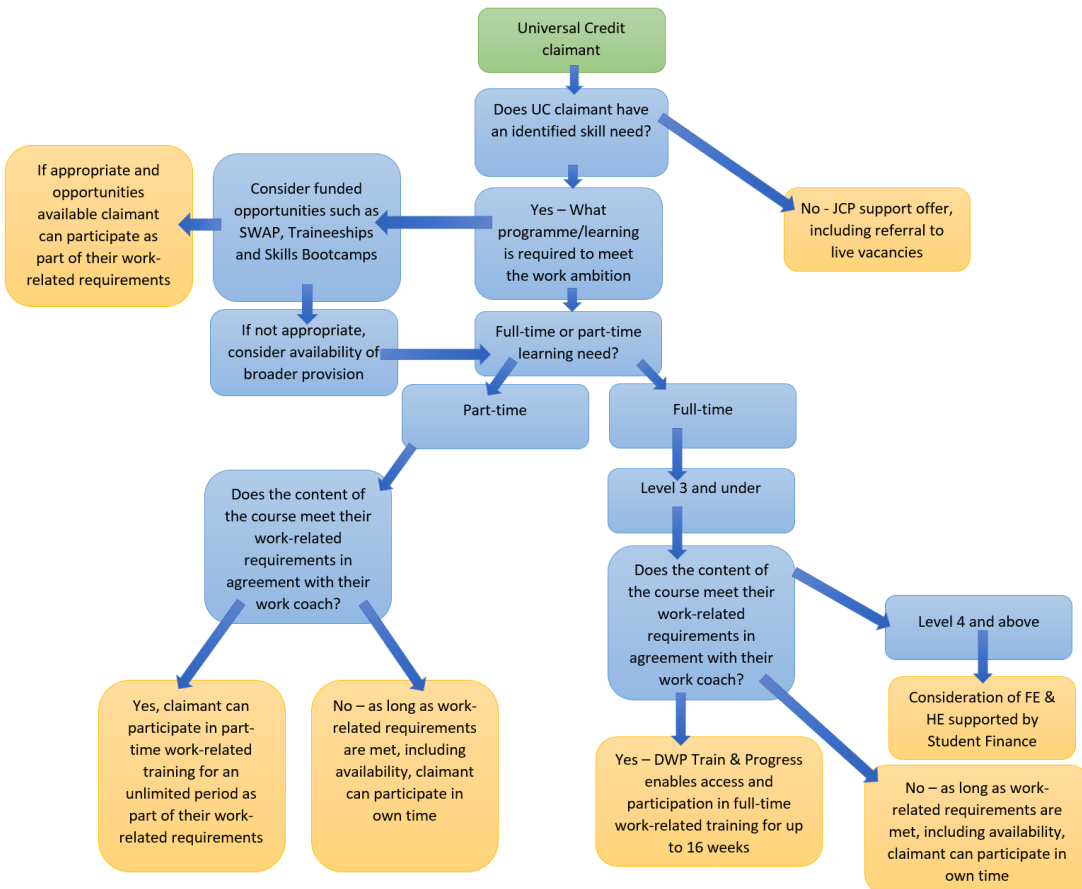 Universal Credit
claimant
Does UC claimant have
an identified skill need?
If appropriate and
opportunities
available claimant
can participate as
part of their work-
related requirements
Consider funded
opportunities such as
SWAP, Traineeships
and Skills Bootcamps
Yes – What
programme/learning
is required to meet
the work ambition
No - JCP support offer,
including referral to
live vacancies
If not appropriate,
consider availability of
broader provision
Full-time or part-time
learning need?
Part-time
Full-time
Level 3 and under
Does the content of
the course meet their
work-related
requirements in
agreement with their
work coach?
Does the content of
the course meet their
work-related
requirements in
agreement with their
work coach?
Level 4 and above
Yes, claimant can
participate in part-
time work-related
training for an
unlimited period as
part of their work-
related requirements
No – as long as work-
related requirements
are met, including
availability, claimant
can participate in
own time
Consideration of FE &
HE supported by
Student Finance
Yes – DWP Train & Progress
enables access and
participation in full-time
work-related training for up
to 16 weeks
No – as long as work-
related requirements are
met, including availability,
claimant can participate in
own time